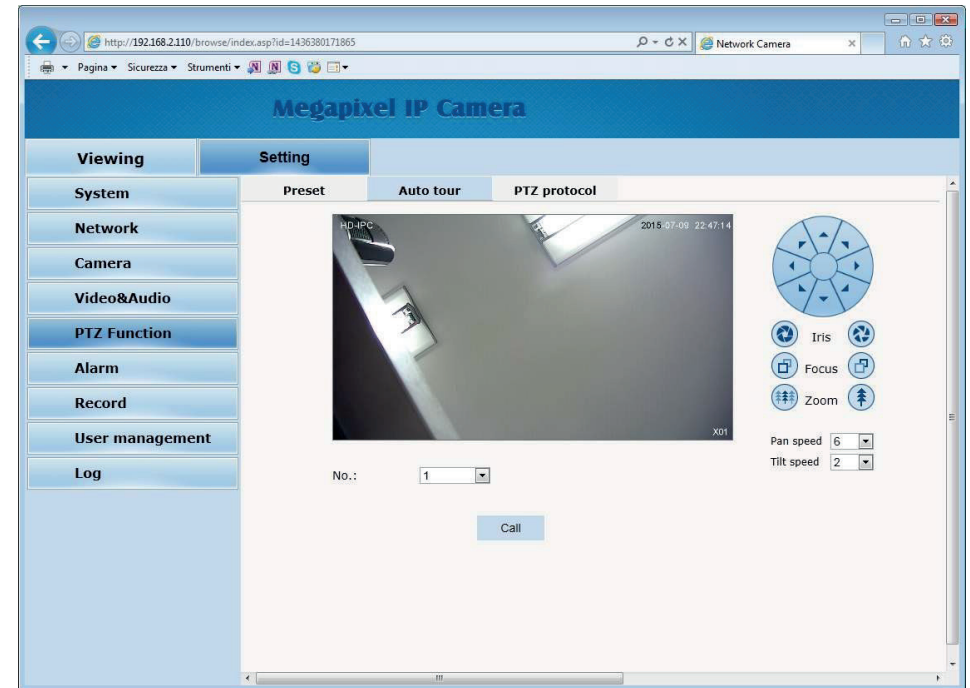 http://192.168.2.110/browse/index.asp?id=1436380171865
Network Camera
Pagina Sicurezza Strumenti
Megapixel IP Camera
Viewing Setting
System
Network
Camera
Video&Audio
PTZ Function
Alarm
Record
User management
Log
Preset Auto tour PTZ protocol
HD-IPC 2015-07-09 22:47:14
X01
Iris
Focus
Zoom
Pan speed 6
Tilt speed 2
No.: 1
Call